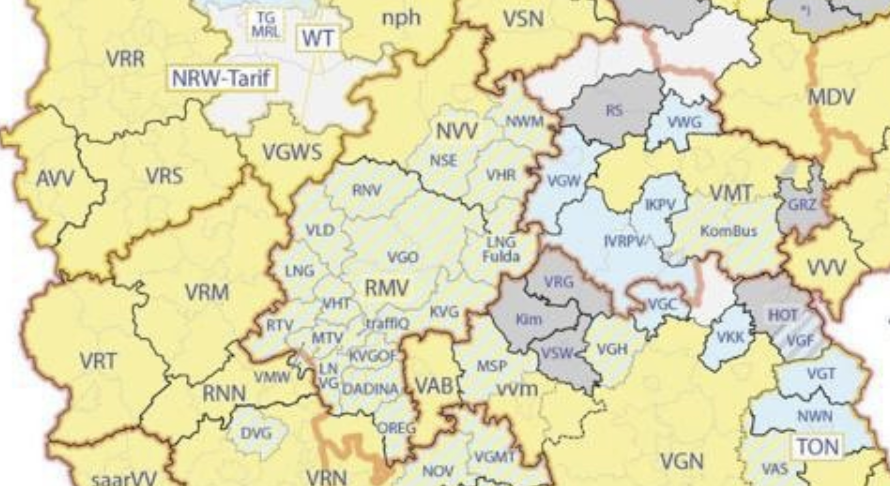 TG
MRL
WT
nph
VSN
VRR
NRW-Tarif
MDV
RS
VWG
NVV
NWM
NSE
VHR
VGWS
AVV
VRS
RNV
VGW
VMT
IKPV
GRZ
KomBus
VLD
IVRPV
LNG
Fulda
VGO
LNG
VVV
VRM
RMV
VRG
VHT
KVG
VGC
RTV
traffiQ
Kim
HOT
MTV
VKK
VGF
KVGOF
VSW
VGH
VRT
LN
VG
MSP
VGT
VMW
DADINA
VAB
vvm
RNN
NWN
OREG
DVG
TON
VGMT
VGN
saarVV
VRN
NOV
VAS